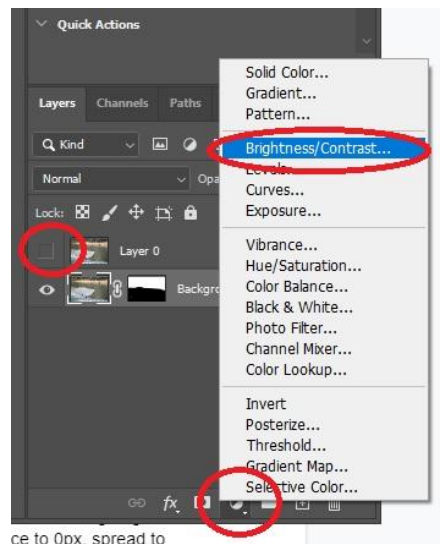 Quick Actions
Layers Channels Paths
Kind
Normal Opa
Lock:
Layer 0
Backgro
fx
Solid Color...
Gradient...
Pattern...
Brightness/Contrast...
Levels...
Curves...
Exposure...
Vibrance...
Hue/Saturation...
Color Balance...
Black & White...
Photo Filter...
Channel Mixer...
Color Lookup...
Invert
Posterize...
Threshold...
Gradient Map...
Selective Color...
ce to 0px, spread to